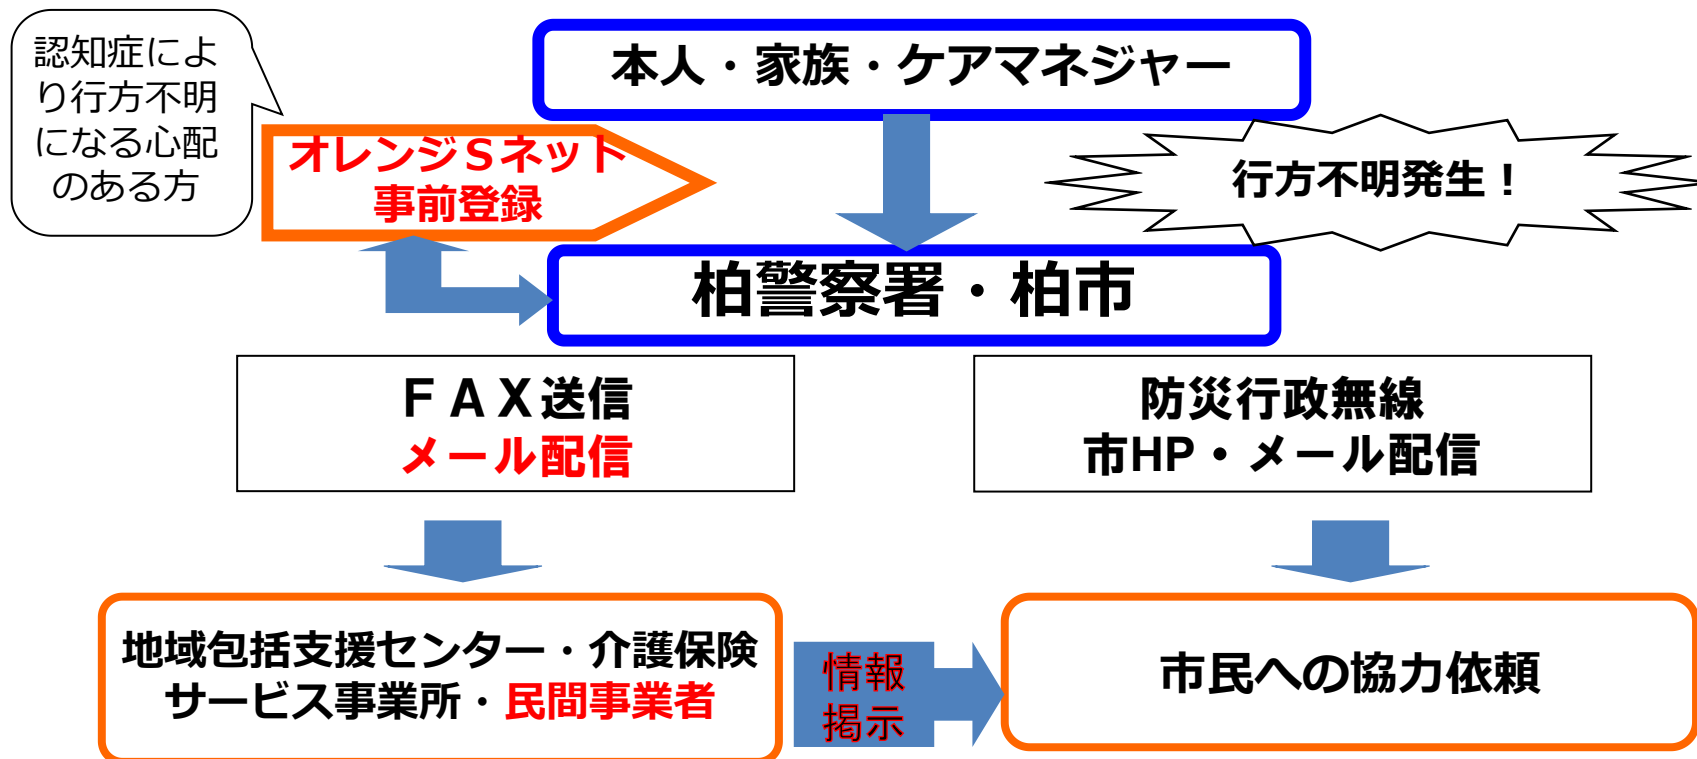 認知症によ
り行方不明
になる心配
のある方
本人・家族・ケアマネジャー
オレンジＳネット
事前登録
行方不明発生！
柏警察署・柏市
ＦＡＸ送信
メール配信
防災行政無線
市HP・メール配信
地域包括支援センター・介護保険
サービス事業所・民間事業者
情報
掲示
市民への協力依頼